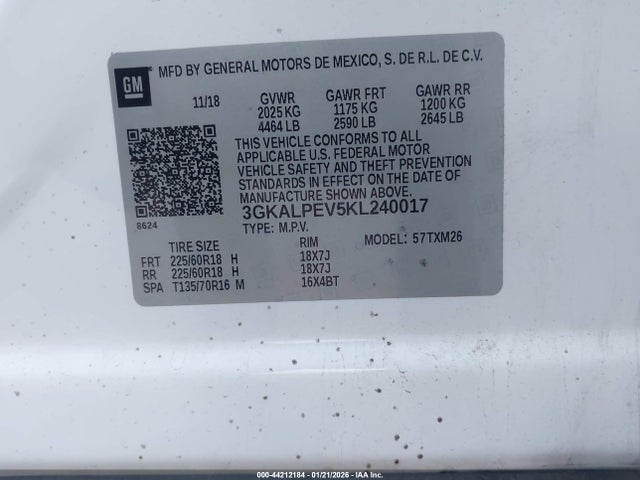 GM
MFD BY GENERAL MOTORS DE MEXICO, S. DE R.L. DE C.V.
11/18 GVWR GAWR FRT GAWR RR
2025 KG 1175 KG 1200 KG
4464 LB 2590 LB 2645 LB
THIS VEHICLE CONFORMS TO ALL
APPLICABLE U.S. FEDERAL MOTOR
VEHICLE SAFETY AND THEFT PREVENTION
STANDARDS IN EFFECT ON THE DATE OF
MANUFACTURE SHOWN ABOVE.
3GKALPEV5KL240017
8624
TYPE: M.P.V. MODEL: 57TXM26
TIRE SIZE RIM
FRT 225/60R18 H 18X7J
RR 225/60R18 H 18X7J
SPA T135/70R16 M 16X4BT
000-44212184 - 01/21/2026 - IAAI.com